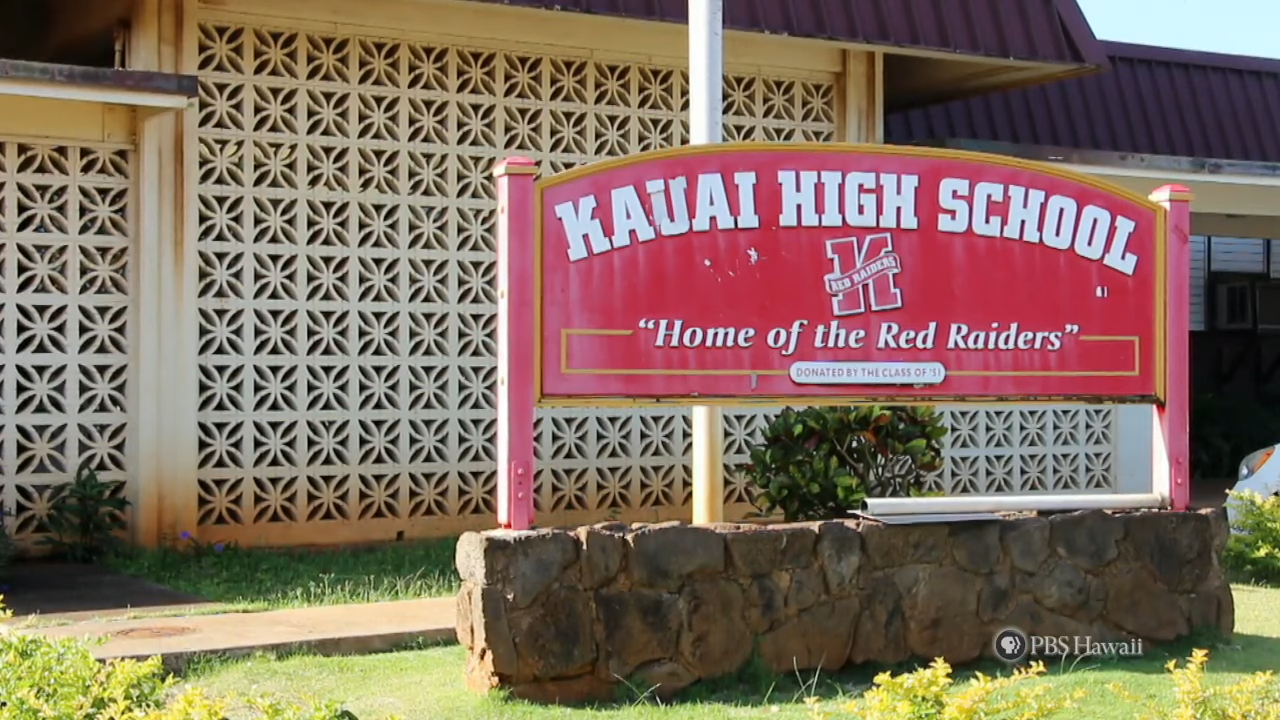 KAUAI HIGH SCHOOL
K
RED RAIDERS
"Home of the Red Raiders"
DONATED BY THE CLASS OF '51
PBS HAWAII